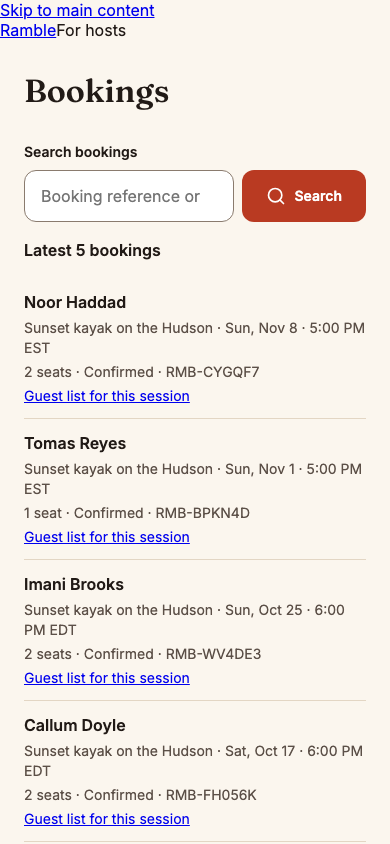 Skip to main content
RambleFor hosts
Bookings
Search bookings
Booking reference or
Search
Latest 5 bookings
Noor Haddad
Sunset kayak on the Hudson · Sun, Nov 8 · 5:00 PM
EST
2 seats · Confirmed · RMB-CYGQF7
Guest list for this session
Tomas Reyes
Sunset kayak on the Hudson · Sun, Nov 1 · 5:00 PM
EST
1 seat · Confirmed · RMB-BPKN4D
Guest list for this session
Imani Brooks
Sunset kayak on the Hudson · Sun, Oct 25 · 6:00
PM EDT
2 seats · Confirmed · RMB-WV4DE3
Guest list for this session
Callum Doyle
Sunset kayak on the Hudson · Sat, Oct 17 · 6:00 PM
EDT
2 seats · Confirmed · RMB-FH056K
Guest list for this session